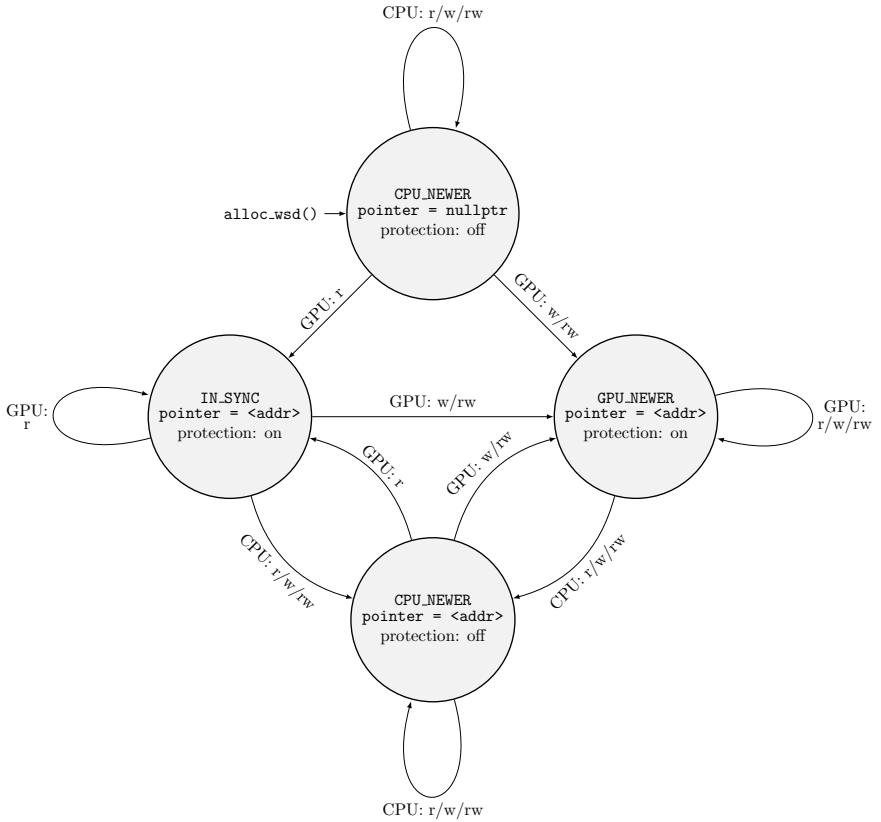 CPU: r/w/rw
CPU_NEWER
pointer = nullptr
protection: off
alloc_wsd()
GPU: r
GPU: w/rw
IN_SYNC
pointer = <addr>
protection: on
GPU:
r
GPU: w/rw
GPU_NEWER
pointer = <addr>
protection: on
GPU:
r/w/rw
GPU: r
GPU: w/rw
CPU: r/w/rw
CPU: r/w/rw
CPU_NEWER
pointer = <addr>
protection: off
CPU: r/w/rw